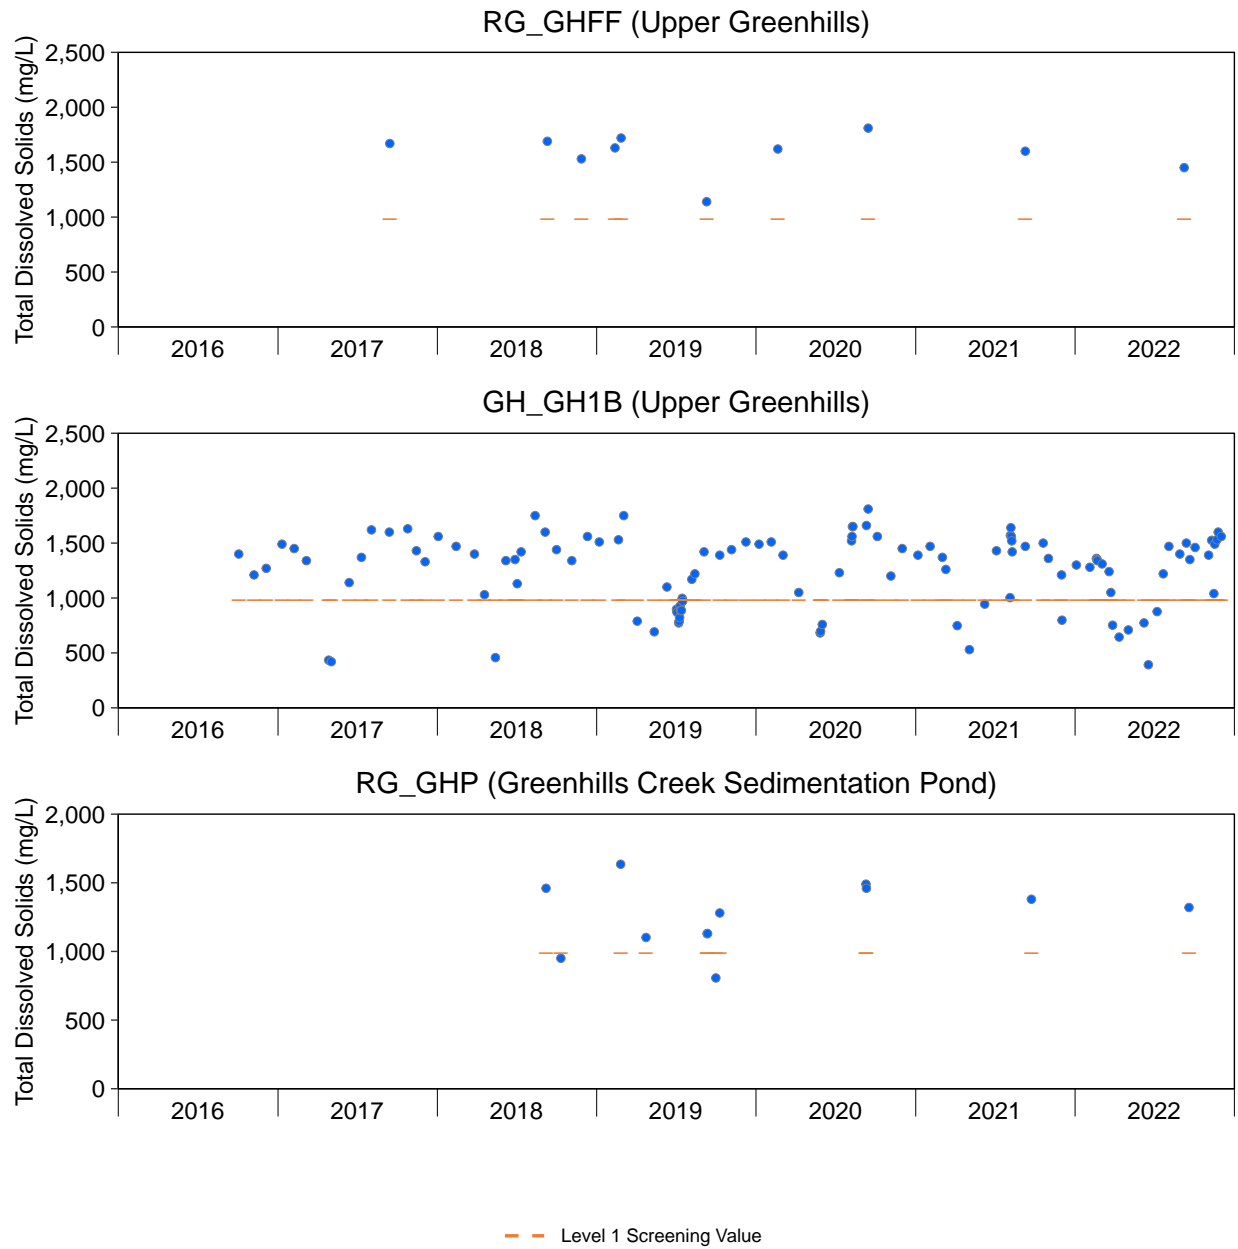 RG_GHFF (Upper Greenhills)
Total Dissolved Solids (mg/L)
2,500
2,000
1,500
1,000
500
0
2016 2017 2018 2019 2020 2021 2022
GH_GH1B (Upper Greenhills)
Total Dissolved Solids (mg/L)
2,500
2,000
1,500
1,000
500
0
2016 2017 2018 2019 2020 2021 2022
RG_GHP (Greenhills Creek Sedimentation Pond)
Total Dissolved Solids (mg/L)
2,000
1,500
1,000
500
0
2016 2017 2018 2019 2020 2021 2022
Level 1 Screening Value